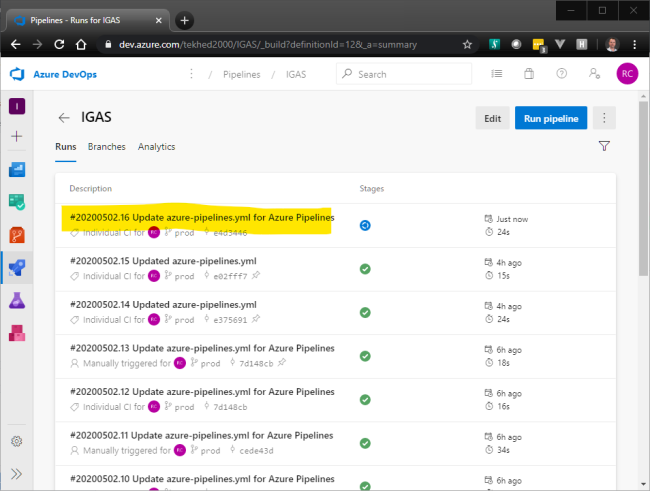 Pipelines - Runs for IGAS
dev.azure.com/tekhed2000/IGAS/_build?definitionId=12&_a=summary
3
H
Azure DevOps
/ Pipelines / IGAS
Search
RC
I
IGAS
Edit
Run pipeline
Runs
Branches
Analytics
Description
Stages
#20200502.16 Update azure-pipelines.yml for Azure Pipelines
Just now
Individual CI for RC prod e4d3446
24s
#20200502.15 Updated azure-pipelines.yml
4h ago
Individual CI for RC prod e02fff7
15s
#20200502.14 Updated azure-pipelines.yml
4h ago
Individual CI for RC prod e375691
24s
#20200502.13 Update azure-pipelines.yml for Azure Pipelines
6h ago
Manually triggered for RC prod 7d148cb
18s
#20200502.12 Update azure-pipelines.yml for Azure Pipelines
6h ago
Individual CI for RC prod 7d148cb
16s
#20200502.11 Update azure-pipelines.yml for Azure Pipelines
6h ago
Manually triggered for RC prod cede43d
34s
#20200502.10 Update azure-pipelines.yml for Azure Pipelines
6h ago